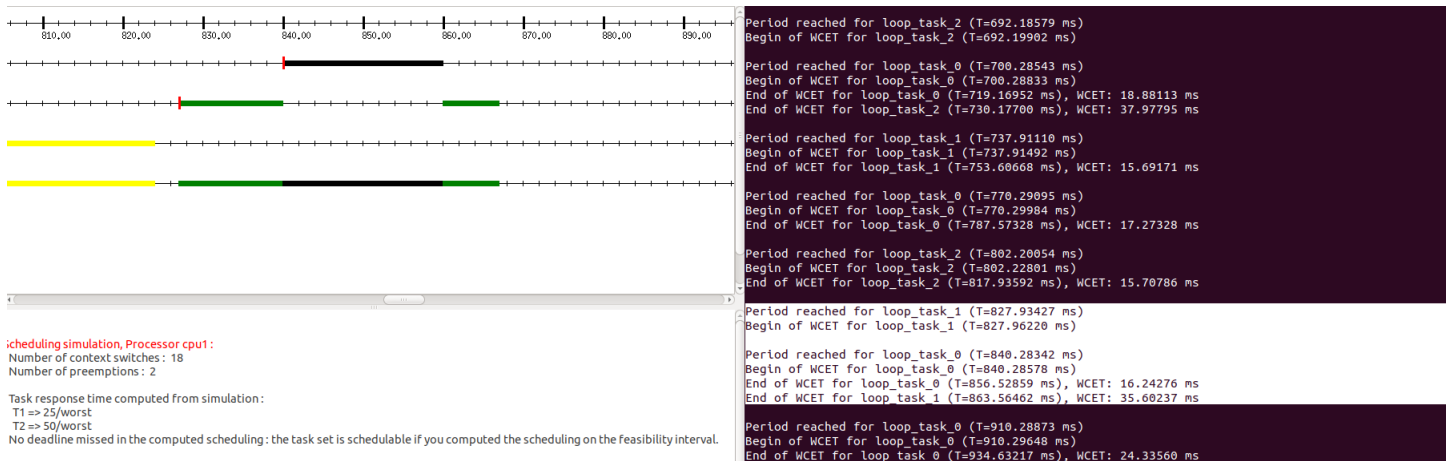 810,00 820,00 830,00 840,00 850,00 860,00 870,00 880,00 890,00
Scheduling simulation, Processor cpu1 :
Number of context switches : 18
Number of preemptions : 2
Task response time computed from simulation :
T1 => 25/worst
T2 => 50/worst
No deadline missed in the computed scheduling : the task set is schedulable if you computed the scheduling on the feasibility interval.
Period reached for loop_task_2 (T=692.18579 ms)
Begin of WCET for loop_task_2 (T=692.19902 ms)
Period reached for loop_task_0 (T=700.28543 ms)
Begin of WCET for loop_task_0 (T=700.28833 ms)
End of WCET for loop_task_0 (T=719.16952 ms), WCET: 18.88113 ms
End of WCET for loop_task_2 (T=730.17700 ms), WCET: 37.97795 ms
Period reached for loop_task_1 (T=737.91110 ms)
Begin of WCET for loop_task_1 (T=737.91492 ms)
End of WCET for loop_task_1 (T=753.60668 ms), WCET: 15.69171 ms
Period reached for loop_task_0 (T=770.29095 ms)
Begin of WCET for loop_task_0 (T=770.29984 ms)
End of WCET for loop_task_0 (T=787.57328 ms), WCET: 17.27328 ms
Period reached for loop_task_2 (T=802.20054 ms)
Begin of WCET for loop_task_2 (T=802.22801 ms)
End of WCET for loop_task_2 (T=817.93592 ms), WCET: 15.70786 ms
Period reached for loop_task_1 (T=827.93427 ms)
Begin of WCET for loop_task_1 (T=827.96220 ms)
Period reached for loop_task_0 (T=840.28342 ms)
Begin of WCET for loop_task_0 (T=840.28578 ms)
End of WCET for loop_task_0 (T=856.52859 ms), WCET: 16.24276 ms
End of WCET for loop_task_1 (T=863.56462 ms), WCET: 35.60237 ms
Period reached for loop_task_0 (T=910.28873 ms)
Begin of WCET for loop_task_0 (T=910.29648 ms)
End of WCET for loop_task_0 (T=934.63217 ms), WCET: 24.33560 ms